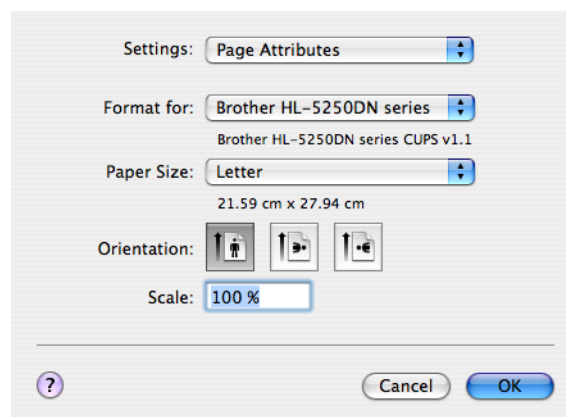 Settings: Page Attributes
Format for: Brother HL-5250DN series
Brother HL-5250DN series CUPS v1.1
Paper Size: Letter
21.59 cm x 27.94 cm
Orientation:
Scale: 100 %
? Cancel OK